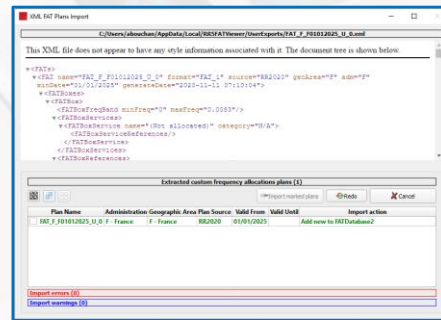 XML FAT Plans Import
C:/Users/abouchan/AppData/Local/RRSFATViewer/UserExports/FAT_F_F01012025_U_0.xml
This XML file does not appear to have any style information associated with it. The document tree is shown below.
▼<FATs>
▼<FAT name="FAT_F_F01012025_U_0" format="FAT_1" source="RR2020" geoArea="F" adm="F"
minDate="01/01/2025" generateDate="2020-11-11 07:10:04">
▼<FATBoxes>
▼<FATBox>
<FATBoxFreqBand minFreq="0" maxFreq="0.0083"/>
▼<FATBoxServices>
▼<FATBoxService name="(Not allocated)" category="N/A">
<FATBoxServiceReferences/>
</FATBoxService>
</FATBoxServices>
▼<FATBoxReferences>
Extracted custom frequency allocations plans (1)
Import marked plans Redo Cancel
Plan Name Administration Geographic Area Plan Source Valid From Valid Until Import action
FAT_F_F01012025_U_0 F - France F - France RR2020 01/01/2025 Add new to FATDatabase2
Import errors (0)
Import warnings (0)